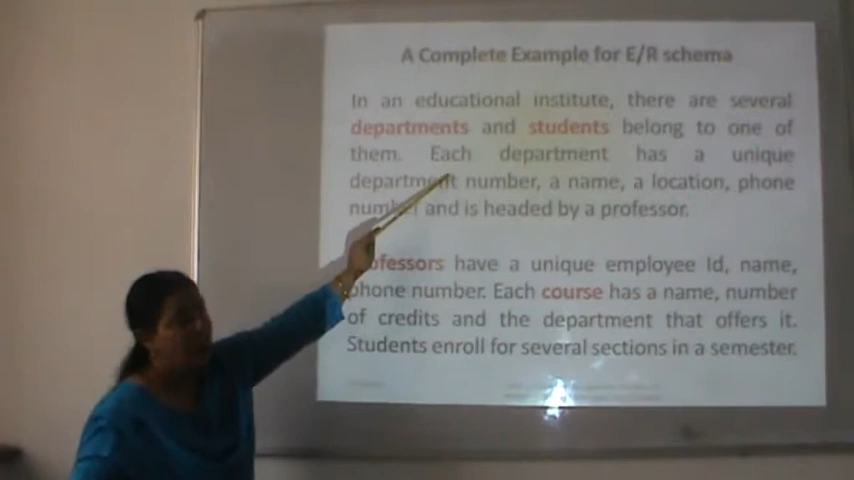 A Complete Example for E/R schema
In an educational institute, there are several
departments and students belong to one of
them. Each department has a unique
department number, a name, a location, phone
number and is headed by a professor.
Professors have a unique employee Id, name,
phone number. Each course has a name, number
of credits and the department that offers it.
Students enroll for several sections in a semester.